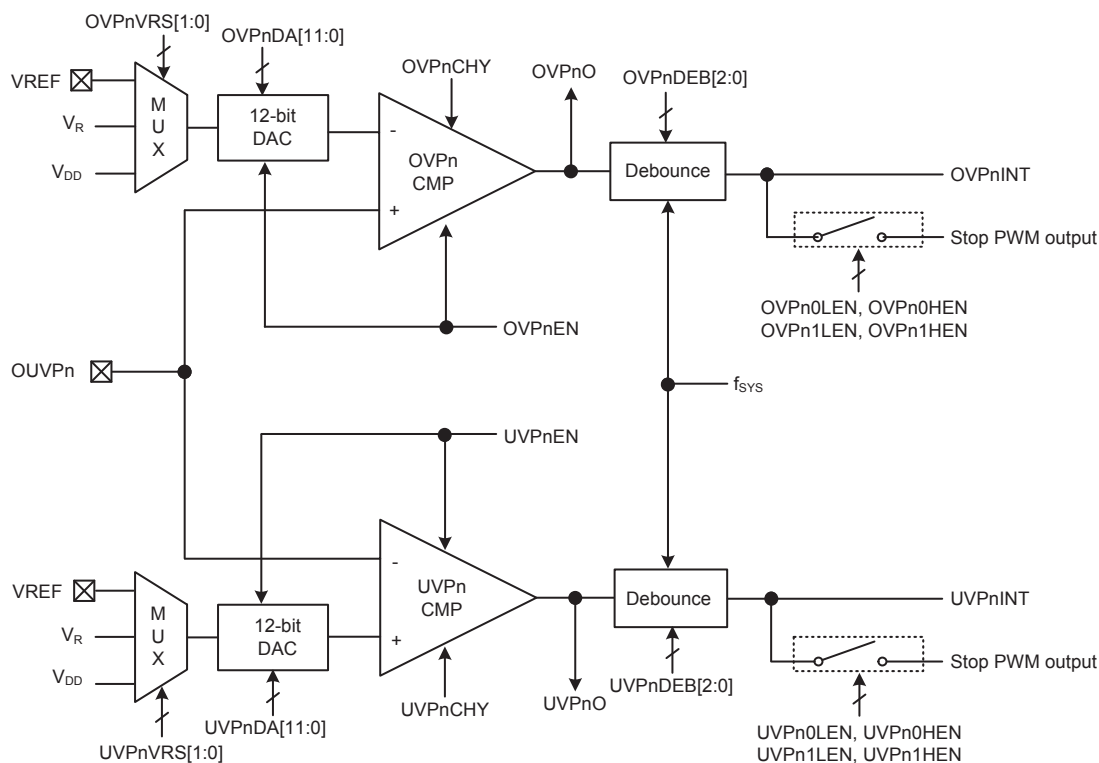 OVPnVRS[1:0]
OVPnDA[11:0]
VREF
VR
VDD
M
U
X
12-bit
DAC
OVPnCHY
-
OVPn
CMP
+
OVPnO
OVPnDEB[2:0]
Debounce
OVPnINT
Stop PWM output
OVPn0LEN, OVPn0HEN
OVPn1LEN, OVPn1HEN
OVPnEN
OUVPn
fSYS
UVPnEN
VREF
VR
VDD
M
U
X
UVPnVRS[1:0]
12-bit
DAC
UVPnDA[11:0]
-
UVPn
CMP
+
UVPnCHY
UVPnO
Debounce
UVPnDEB[2:0]
UVPnINT
Stop PWM output
UVPn0LEN, UVPn0HEN
UVPn1LEN, UVPn1HEN